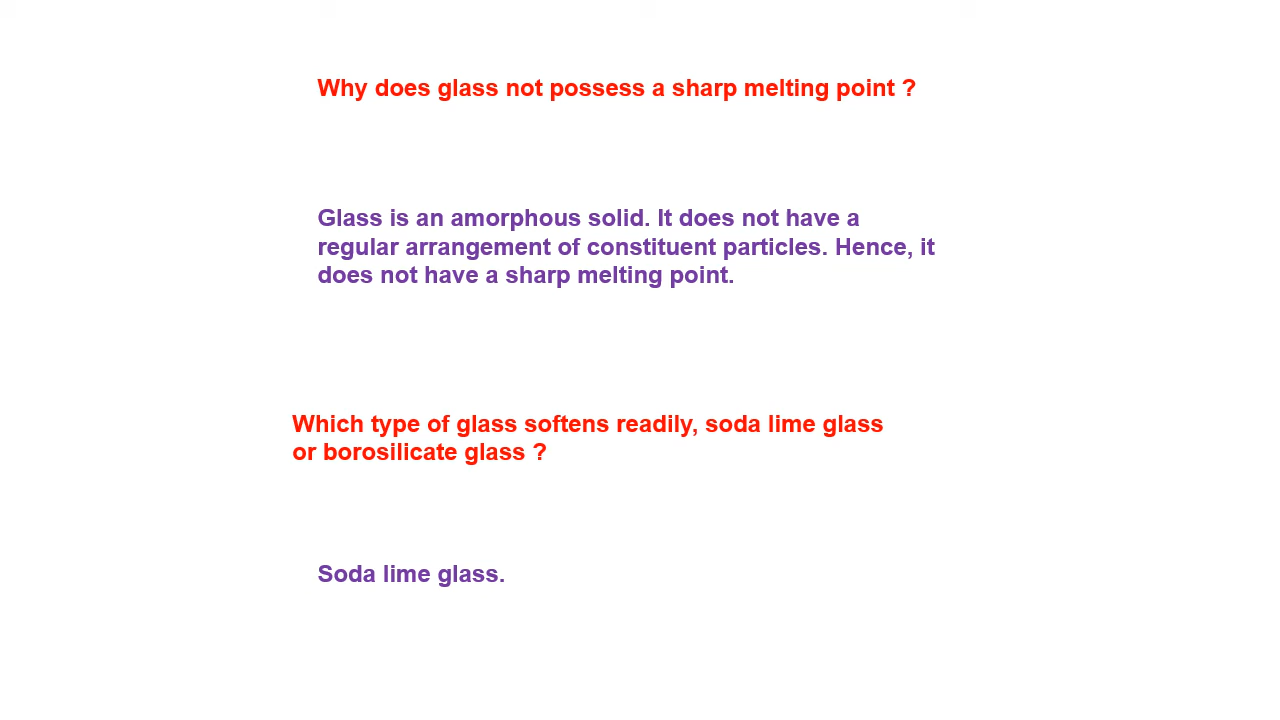 Why does glass not possess a sharp melting point ?
Glass is an amorphous solid. It does not have a
regular arrangement of constituent particles. Hence, it
does not have a sharp melting point.
Which type of glass softens readily, soda lime glass
or borosilicate glass ?
Soda lime glass.